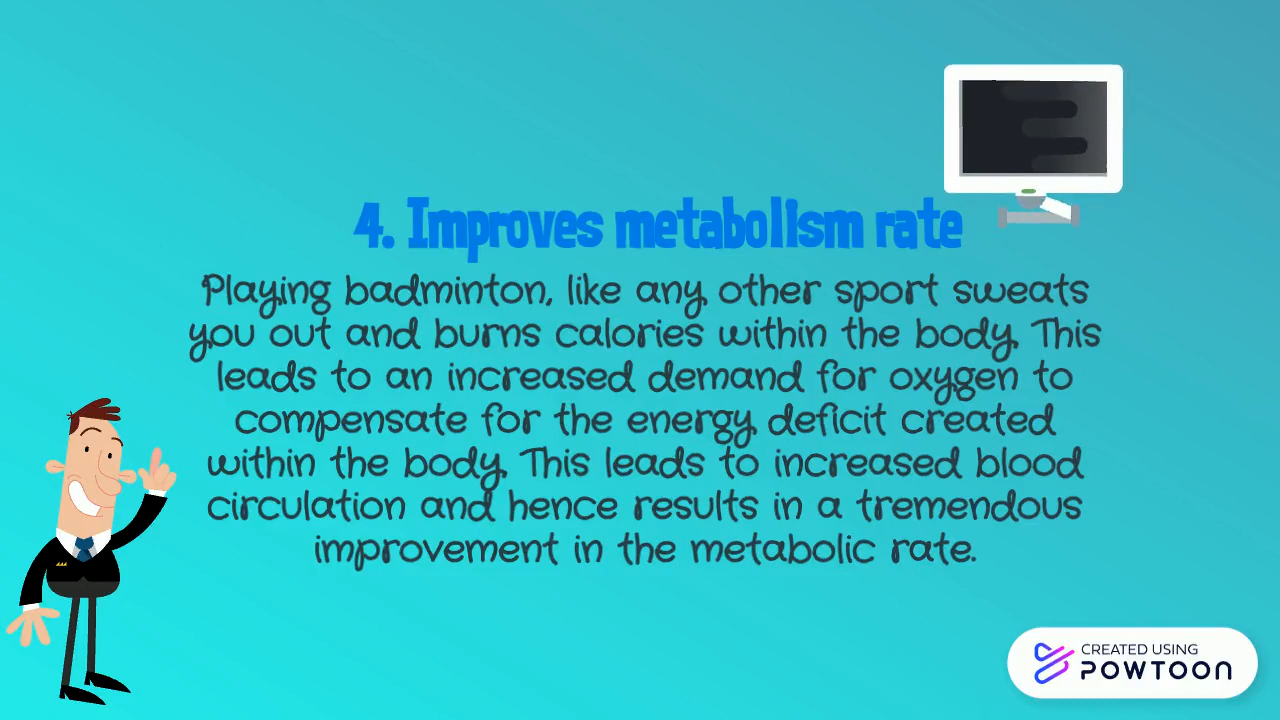 4. Improves metabolism rate
Playing badminton, like any other sport sweats
you out and burns calories within the body. This
leads to an increased demand for oxygen to
compensate for the energy deficit created
within the body. This leads to increased blood
circulation and hence results in a tremendous
improvement in the metabolic rate.
CREATED USING
POWTOON